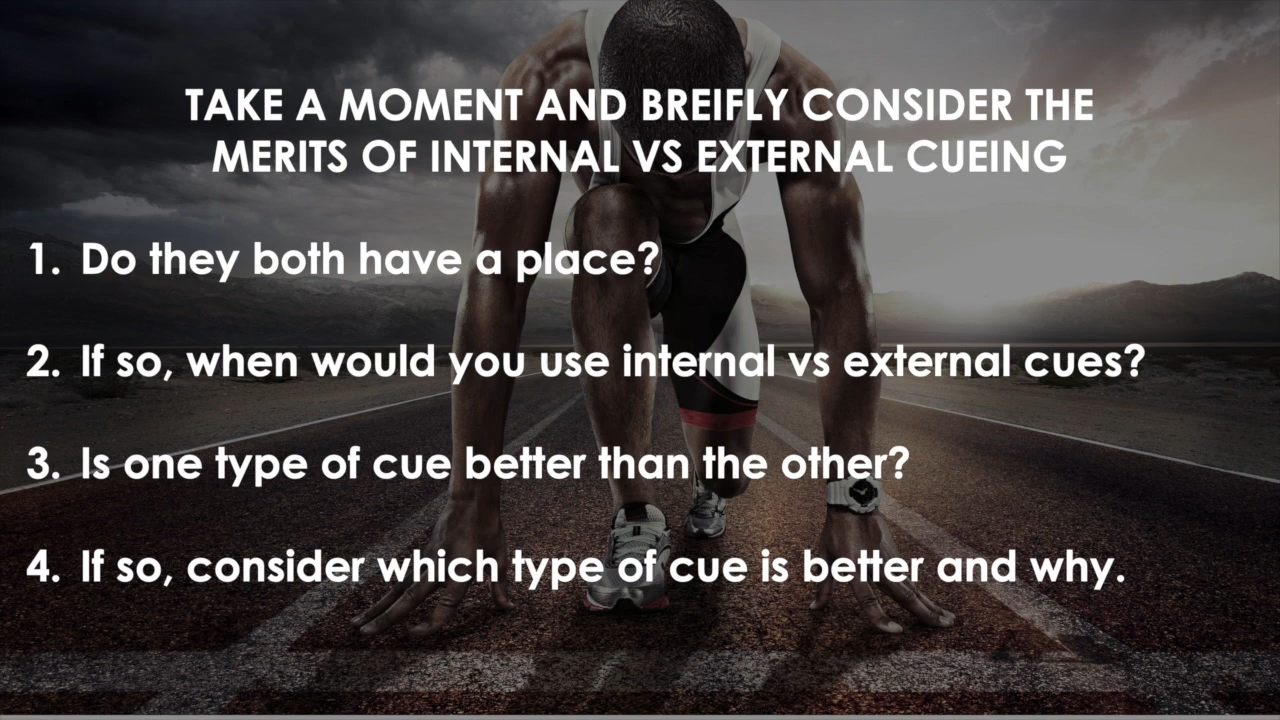 TAKE A MOMENT AND BREIFLY CONSIDER THE
MERITS OF INTERNAL VS EXTERNAL CUEING
1. Do they both have a place?
2. If so, when would you use internal vs external cues?
3. Is one type of cue better than the other?
4. If so, consider which type of cue is better and why.